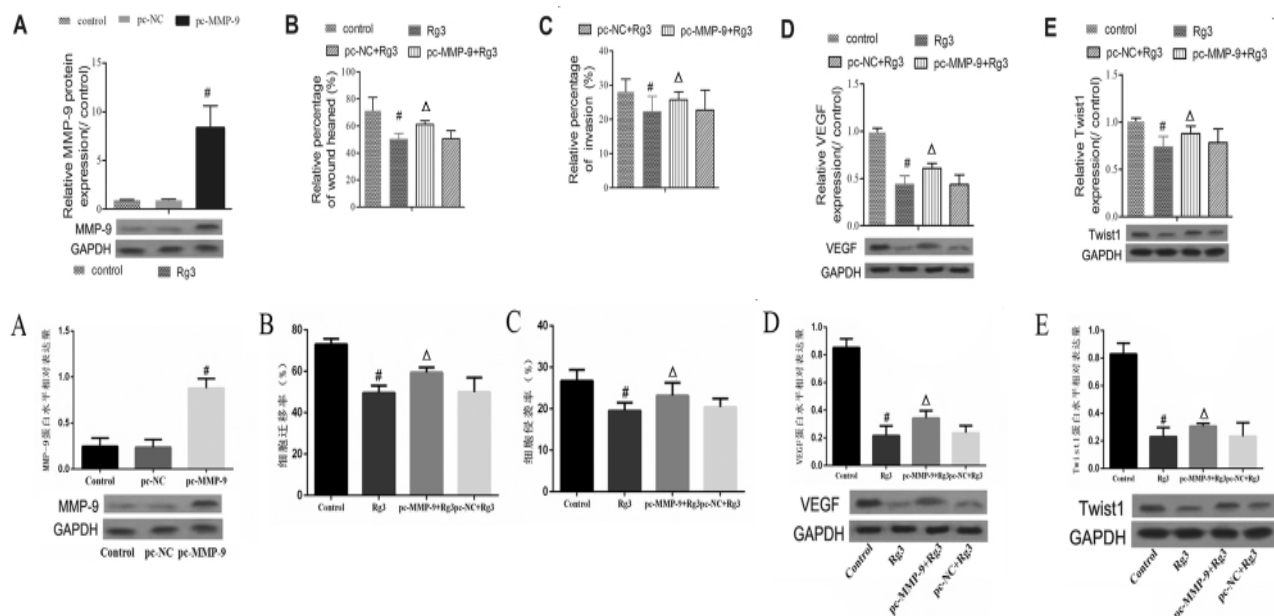 A
control pc-NC pc-MMP-9
Relative MMP-9 protein
expression(/ control)
15
10
5
0
#
MMP-9
GAPDH
control Rg3
B
control Rg3
pc-NC+Rg3 pc-MMP-9+Rg3
Relative percentage
of wound heaned (%)
100
80
60
40
20
0
# Δ
C
pc-NC+Rg3 pc-MMP-9+Rg3
Relative percentage
of invasion (%)
40
30
20
10
0
# Δ
D
control Rg3
pc-NC+Rg3 pc-MMP-9+Rg3
Relative VEGF
expression(/ control)
1.5
1.0
0.5
0.0
# Δ
VEGF
GAPDH
E
control Rg3
pc-NC+Rg3 pc-MMP-9+Rg3
Relative Twist1
expression(/ control)
1.5
1.0
0.5
0.0
# Δ
Twist1
GAPDH
A
MMP-9蛋白水平相对表达量
1.5
1.0
0.5
0.0
#
Control pc-NC pc-MMP-9
MMP-9
GAPDH
Control pc-NC pc-MMP-9
B
细胞迁移率（%）
80
60
40
20
0
# Δ
Control Rg3 pc-MMP-9+Rg3 pc-NC+Rg3
C
细胞侵袭率（%）
40
30
20
10
0
# Δ
Control Rg3 pc-MMP-9+Rg3 pc-NC+Rg3
D
VEGF蛋白水平相对表达量
1.0
0.8
0.6
0.4
0.2
0.0
# Δ
Control Rg3 pc-MMP-9+Rg3 pc-NC+Rg3
VEGF
GAPDH
Control Rg3 pc-MMP-9+Rg3 pc-NC+Rg3
E
Twist1蛋白水平相对表达量
1.0
0.8
0.6
0.4
0.2
0.0
# Δ
Control Rg3 pc-MMP-9+Rg3 pc-NC+Rg3
Twist1
GAPDH
Control Rg3 pc-MMP-9+Rg3 pc-NC+Rg3